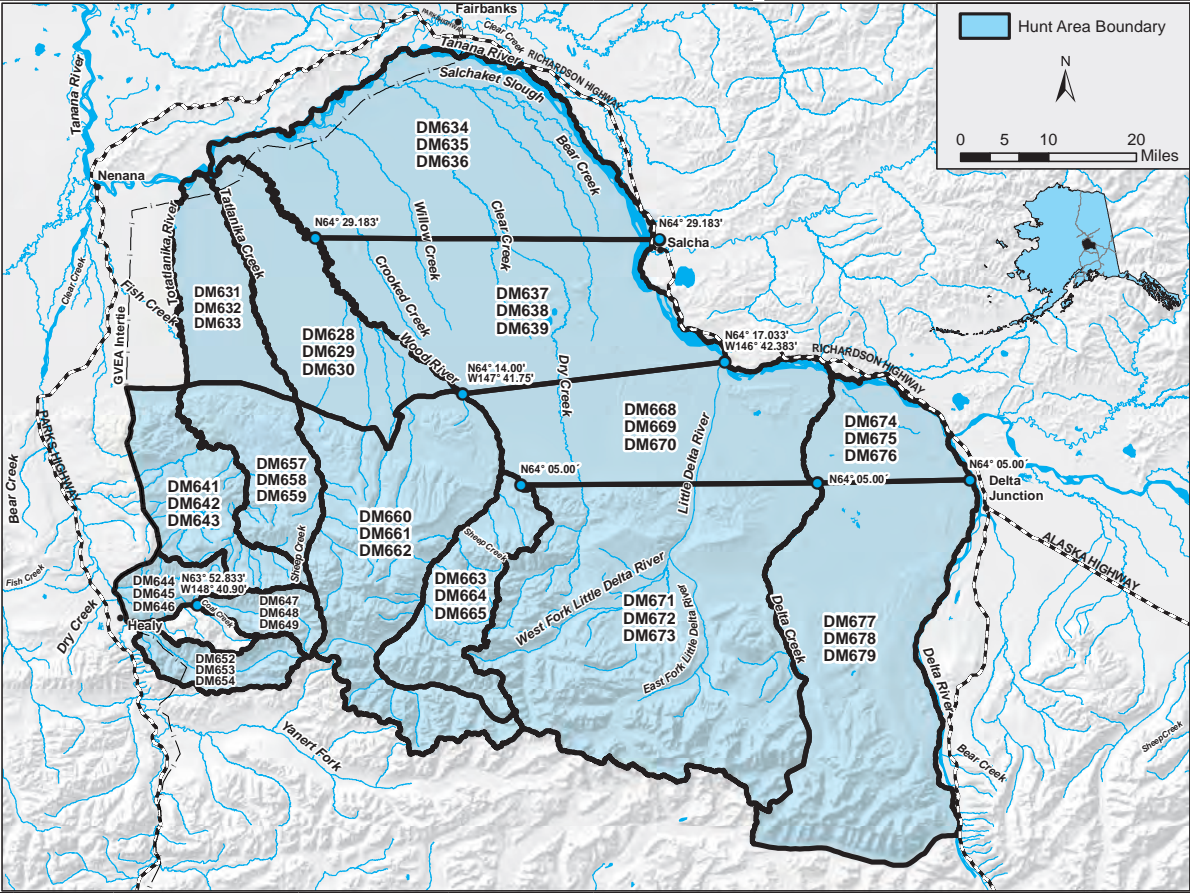 Fairbanks
PARKS HIGHWAY
Clear Creek
Hunt Area Boundary
N
0 5 10 20
Miles
Tanana River
Tanana River
RICHARDSON HIGHWAY
Salchaket Slough
DM634
DM635
DM636
Bear Creek
Nenana
Totatlanika River
Tatlanika Creek
N64° 29.183'
N64° 29.183'
Salcha
Willow Creek
Clear Creek
Crooked Creek
Clear Creek
Fish Creek
GVEA Intertie
DM631
DM632
DM633
DM637
DM638
DM639
DM628
DM629
DM630
Wood River
N64° 17.033'
W146° 42.383'
RICHARDSON HIGHWAY
N64° 14.00'
W147° 41.75'
Dry Creek
DM668
DM669
DM670
Little Delta River
DM674
DM675
DM676
PARKS HIGHWAY
Bear Creek
DM657
DM658
DM659
DM641
DM642
DM643
N64° 05.00´
N64° 05.00´
N64° 05.00´
Delta
Junction
DM660
DM661
DM662
Sheep Creek
Sheep Creek
ALASKA HIGHWAY
Fish Creek
DM644
DM645
DM646
N63° 52.833'
W148° 40.90'
Coal Creek
DM647
DM648
DM649
DM663
DM664
DM665
West Fork Little Delta River
DM671
DM672
DM673
East Fork Little Delta River
Delta Creek
DM677
DM678
DM679
Dry Creek
Healy
DM652
DM653
DM654
Delta River
Yanert Fork
Bear Creek
Sheep Creek